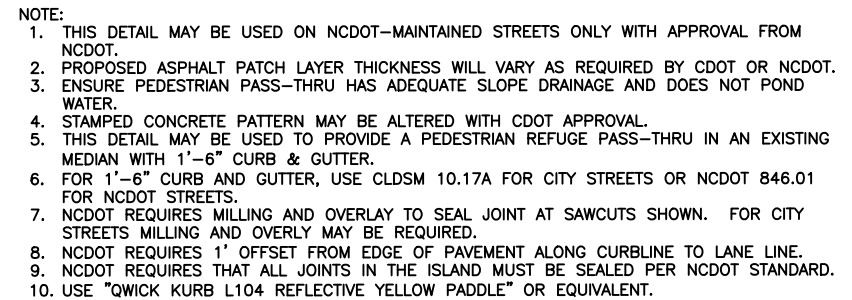 NOTE:
1. THIS DETAIL MAY BE USED ON NCDOT-MAINTAINED STREETS ONLY WITH APPROVAL FROM
NCDOT.
2. PROPOSED ASPHALT PATCH LAYER THICKNESS WILL VARY AS REQUIRED BY CDOT OR NCDOT.
3. ENSURE PEDESTRIAN PASS-THRU HAS ADEQUATE SLOPE DRAINAGE AND DOES NOT POND
WATER.
4. STAMPED CONCRETE PATTERN MAY BE ALTERED WITH CDOT APPROVAL.
5. THIS DETAIL MAY BE USED TO PROVIDE A PEDESTRIAN REFUGE PASS-THRU IN AN EXISTING
MEDIAN WITH 1'-6" CURB & GUTTER.
6. FOR 1'-6" CURB AND GUTTER, USE CLDSM 10.17A FOR CITY STREETS OR NCDOT 846.01
FOR NCDOT STREETS.
7. NCDOT REQUIRES MILLING AND OVERLAY TO SEAL JOINT AT SAWCUTS SHOWN. FOR CITY
STREETS MILLING AND OVERLY MAY BE REQUIRED.
8. NCDOT REQUIRES 1' OFFSET FROM EDGE OF PAVEMENT ALONG CURBLINE TO LANE LINE.
9. NCDOT REQUIRES THAT ALL JOINTS IN THE ISLAND MUST BE SEALED PER NCDOT STANDARD.
10. USE "QWICK KURB L104 REFLECTIVE YELLOW PADDLE" OR EQUIVALENT.